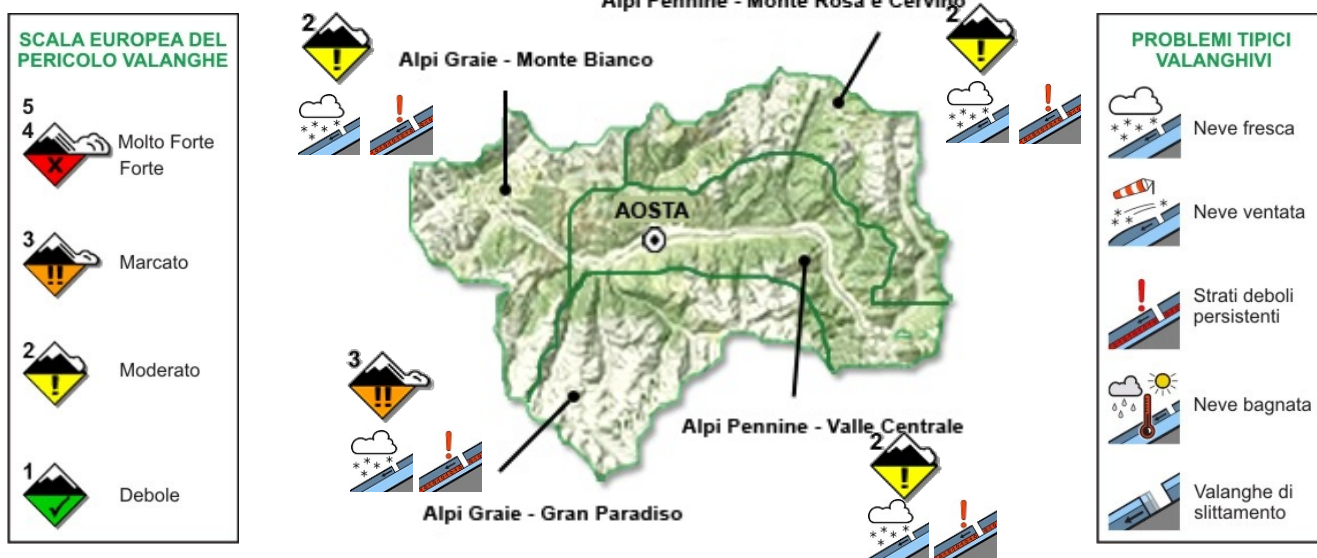 SCALA EUROPEA DEL
PERICOLO VALANGHE
5
4
Molto Forte
Forte
3
Marcato
2
Moderato
1
Debole
2
Alpi Graie - Monte Bianco
Alpi Pennine - Monte Rosa e Cervino
2
AOSTA
3
Alpi Graie - Gran Paradiso
Alpi Pennine - Valle Centrale
2
PROBLEMI TIPICI
VALANGHIVI
Neve fresca
Neve ventata
Strati deboli
persistenti
Neve bagnata
Valanghe di
slittamento